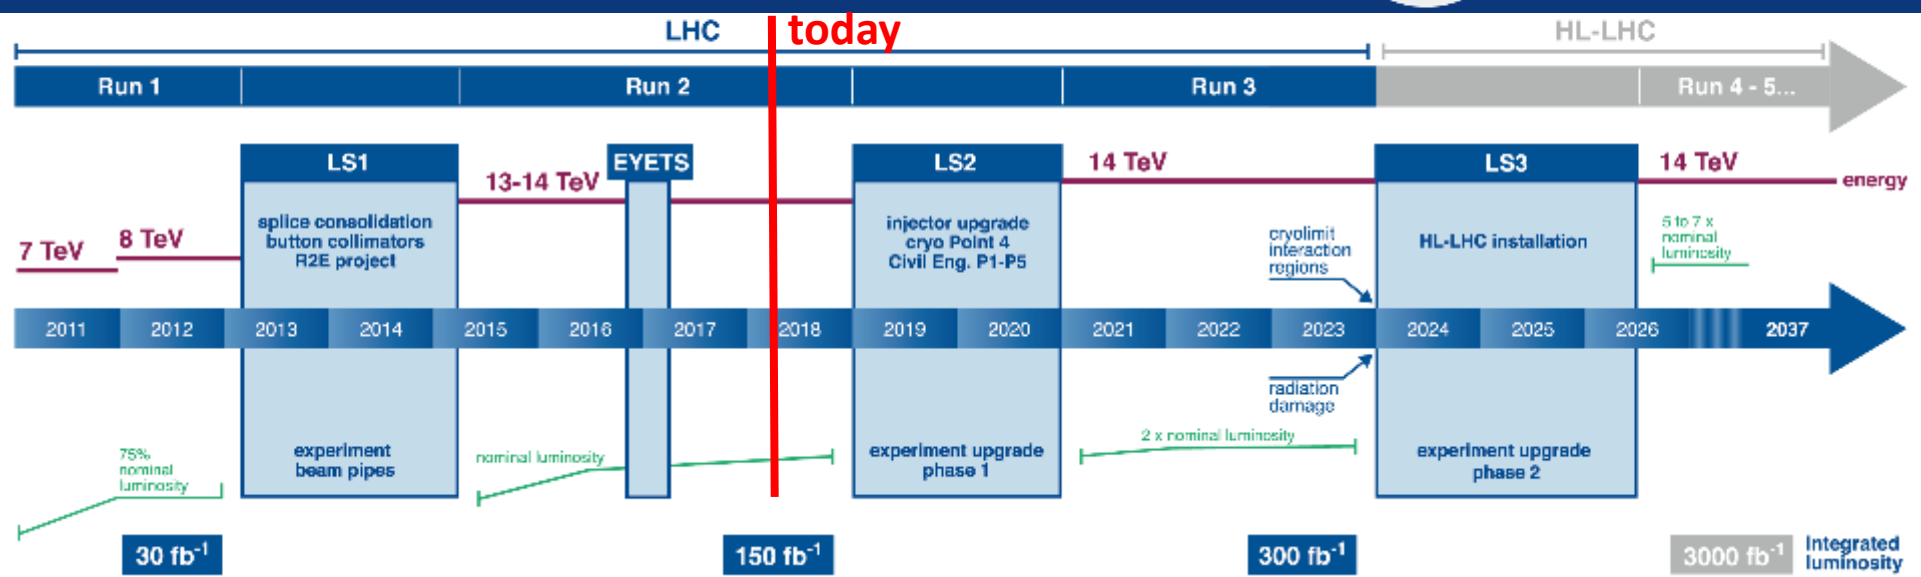 LHC
today
HL-LHC
Run 1
Run 2
Run 3
Run 4 - 5...
LS1
EYETS
LS2
14 TeV
LS3
14 TeV
13-14 TeV
energy
7 TeV
8 TeV
splice consolidation
button collimators
R2E project
injector upgrade
cryo Point 4
Civil Eng. P1-P5
cryolimit
interaction
regions
HL-LHC installation
5 to 7 x
nominal
luminosity
2011
2012
2013
2014
2015
2016
2017
2018
2019
2020
2021
2022
2023
2024
2025
2026
2037
radiation
damage
75%
nominal
luminosity
experiment
beam pipes
nominal luminosity
experiment upgrade
phase 1
2 x nominal luminosity
experiment upgrade
phase 2
30 fb⁻¹
150 fb⁻¹
300 fb⁻¹
3000 fb⁻¹
Integrated
luminosity